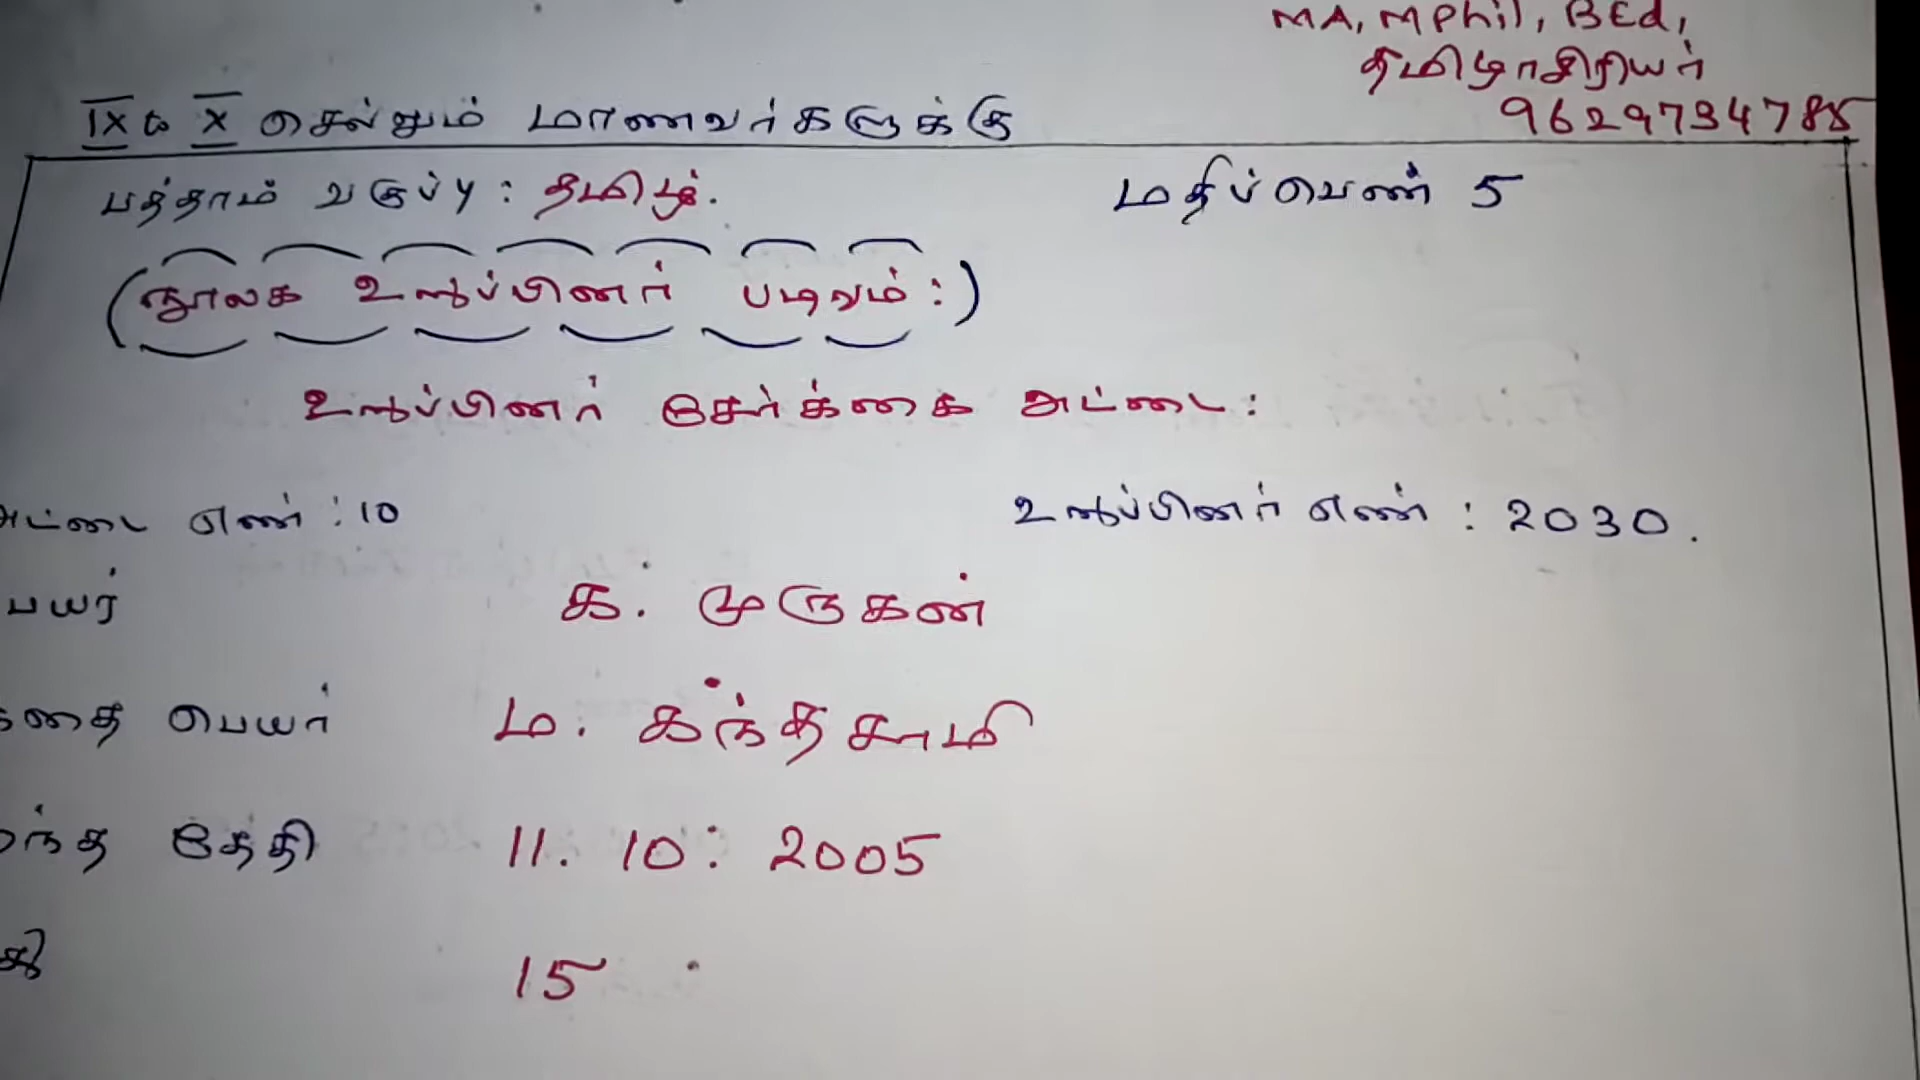 MA, MPhil, BEd,
தமிழாசிரியர்
9629734785
IX to X செல்லும் மாணவர்களுக்கு
பத்தாம் வகுப்பு : தமிழ். மதிப்பெண் 5
(நூலக உறுப்பினர் படிவம் :)
உறுப்பினர் சேர்க்கை அட்டை :
அட்டை எண் : 10 உறுப்பினர் எண் : 2030.
பெயர் க. முருகன்
தந்தை பெயர் ம. கந்தசாமி
பிறந்த தேதி 11. 10: 2005
15